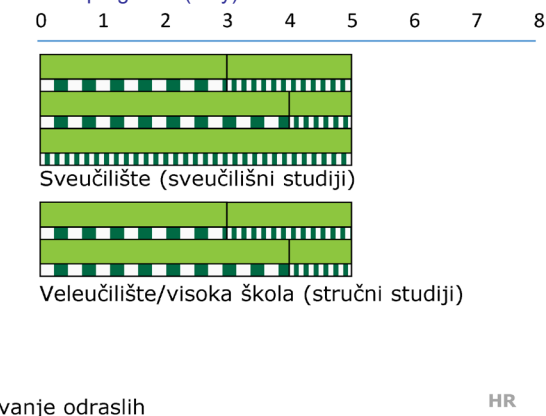 0 1 2 3 4 5 6 7 8
Sveučilište (sveučilišni studiji)
Veleučilište/visoka škola (stručni studiji)
HR
vanje odraslih